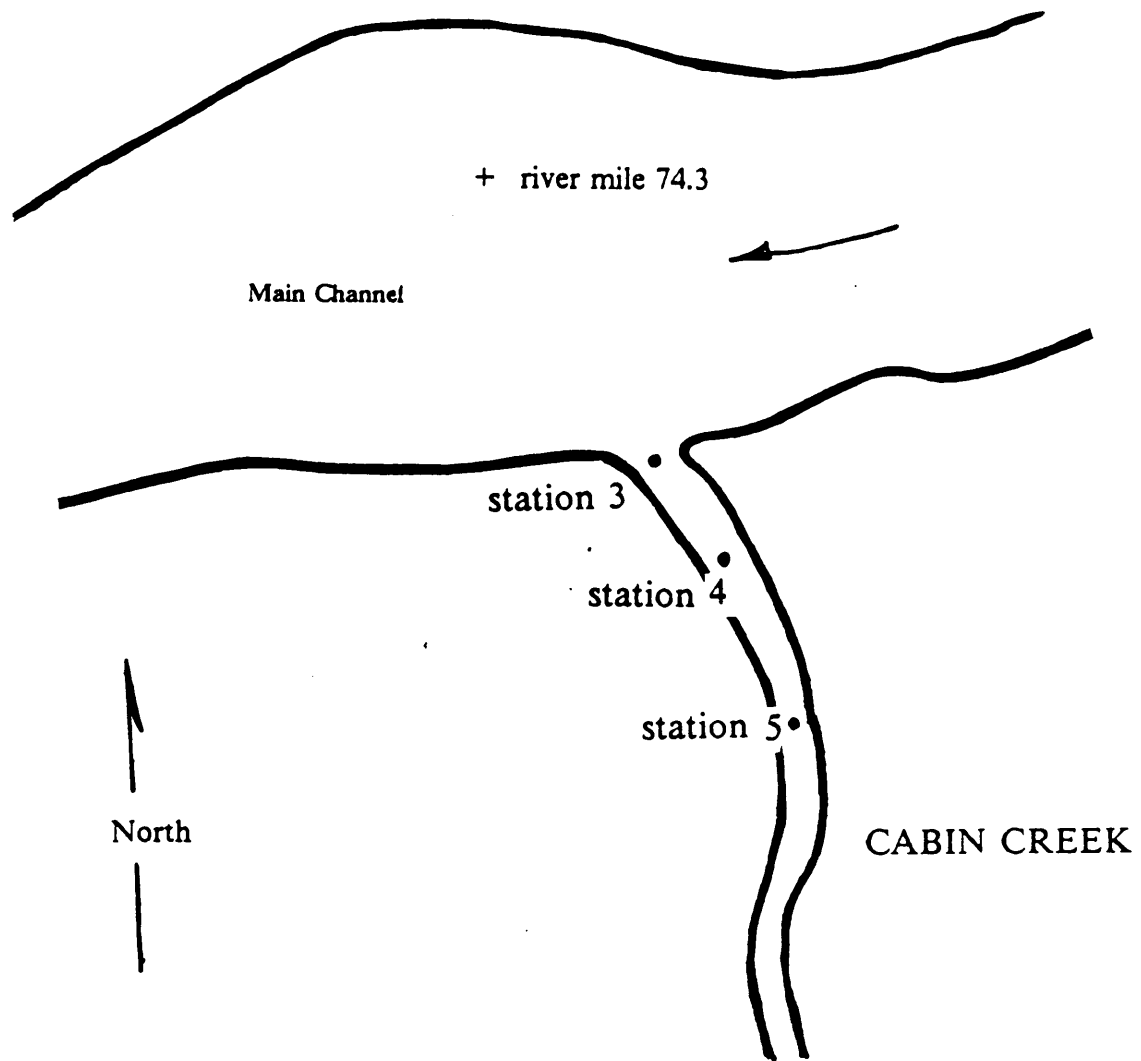 + river mile 74.3
Main Channel
station 3
station 4
station 5
North
CABIN CREEK